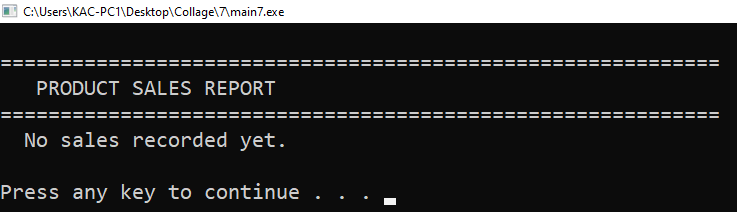 C:\Users\KAC-PC1\Desktop\Collage\7\main7.exe
============================================================
PRODUCT SALES REPORT
============================================================
No sales recorded yet.
Press any key to continue . . .